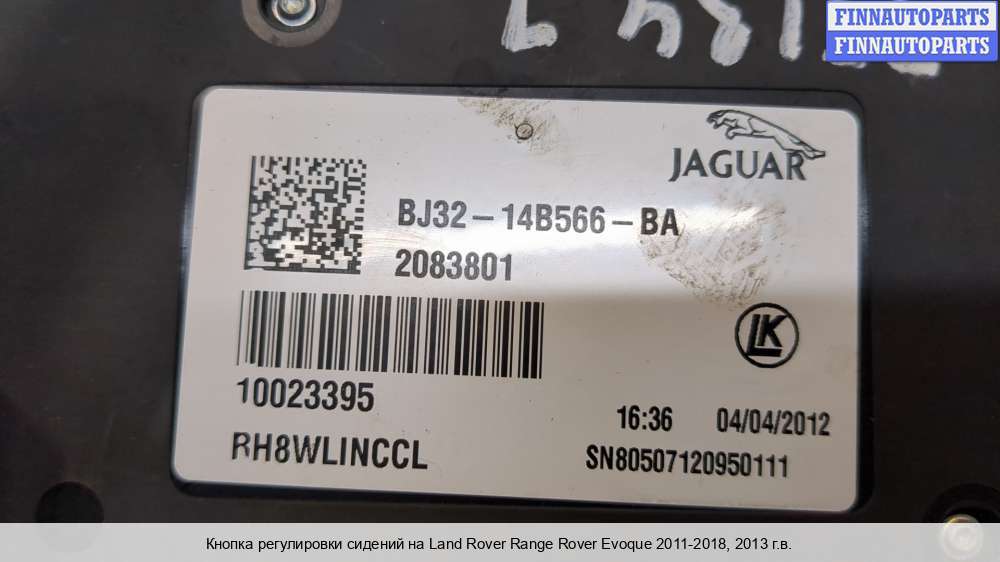 FINNAUTOPARTS
FINNAUTOPARTS
JAGUAR
BJ32-14B566-BA
2083801
LK
10023395
RH8WLINCCL
16:36 04/04/2012
SN80507120950111
Кнопка регулировки сидений на Land Rover Range Rover Evoque 2011-2018, 2013 г.в.